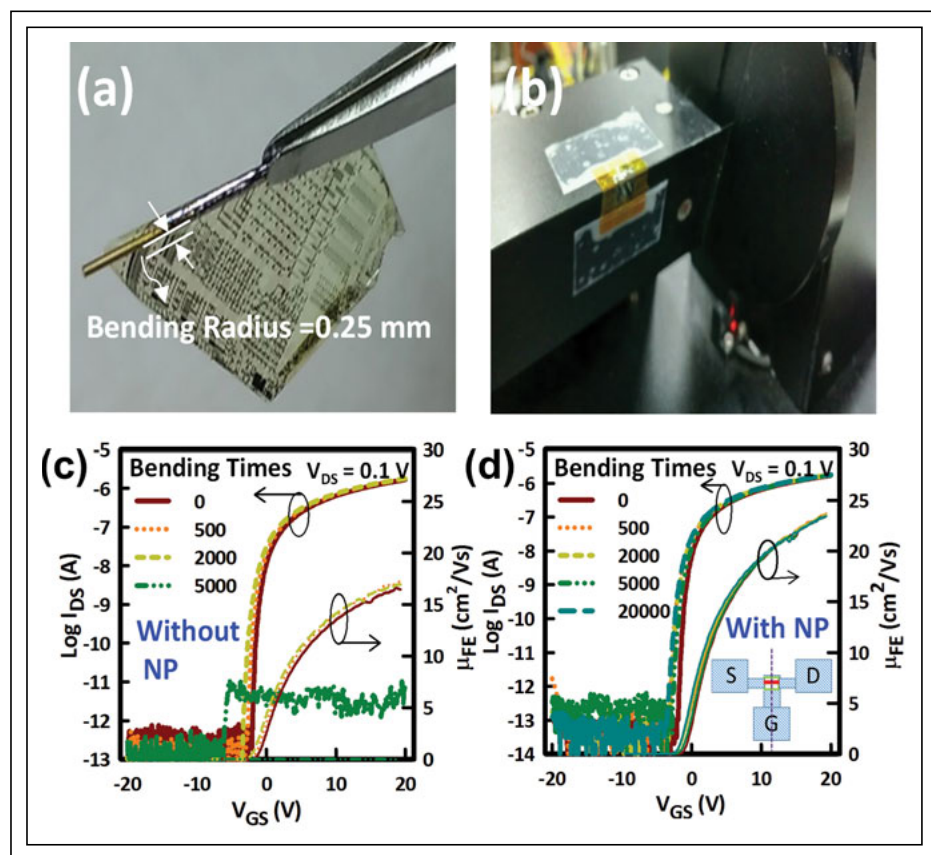 (a)
Bending Radius =0.25 mm
(b)
(c)
Bending Times
V_DS = 0.1 V
0
500
2000
5000
Without
NP
Log I_DS (A)
-5
-6
-7
-8
-9
-10
-11
-12
-13
-20
-10
0
10
20
V_GS (V)
30
25
20
15
10
5
0
μ_FE (cm²/Vs)
(d)
Bending Times
V_DS = 0.1 V
0
500
2000
5000
20000
With NP
S
D
G
Log I_DS (A)
-5
-6
-7
-8
-9
-10
-11
-12
-13
-14
-20
-10
0
10
20
V_GS (V)
30
25
20
15
10
5
0
μ_FE (cm²/Vs)